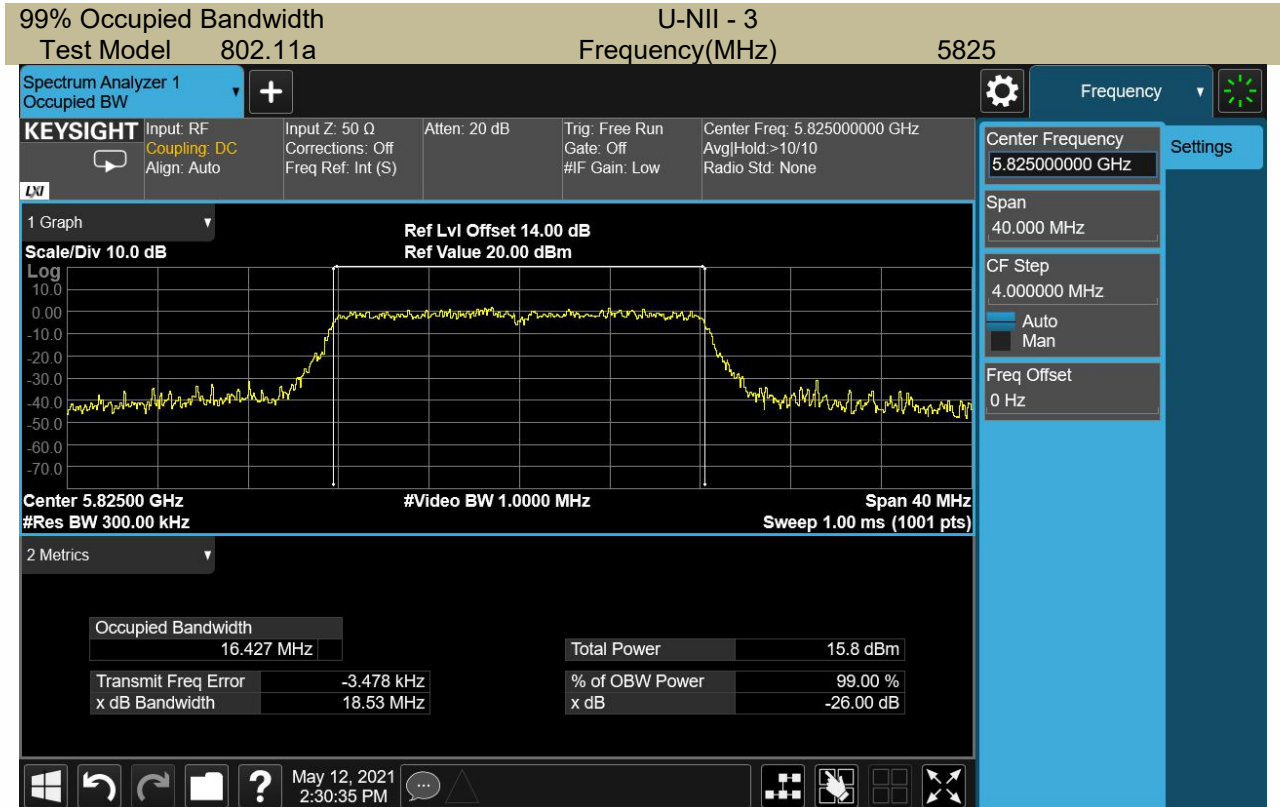 99% Occupied Bandwidth U-NII - 3
Test Model 802.11a Frequency(MHz) 5825
Spectrum Analyzer 1
Occupied BW
+
Frequency
KEYSIGHT
LXI
Input: RF
Coupling: DC
Align: Auto
Input Z: 50 Ω
Corrections: Off
Freq Ref: Int (S)
Atten: 20 dB
Trig: Free Run
Gate: Off
#IF Gain: Low
Center Freq: 5.825000000 GHz
Avg|Hold:>10/10
Radio Std: None
Center Frequency
5.825000000 GHz
Settings
Span
40.000 MHz
CF Step
4.000000 MHz
Auto
Man
Freq Offset
0 Hz
1 Graph
Scale/Div 10.0 dB
Ref Lvl Offset 14.00 dB
Ref Value 20.00 dBm
Log
10.0
0.00
-10.0
-20.0
-30.0
-40.0
-50.0
-60.0
-70.0
Center 5.82500 GHz #Video BW 1.0000 MHz Span 40 MHz
#Res BW 300.00 kHz Sweep 1.00 ms (1001 pts)
2 Metrics
Occupied Bandwidth
16.427 MHz
Total Power 15.8 dBm
Transmit Freq Error -3.478 kHz % of OBW Power 99.00 %
x dB Bandwidth 18.53 MHz x dB -26.00 dB
?
May 12, 2021
2:30:35 PM